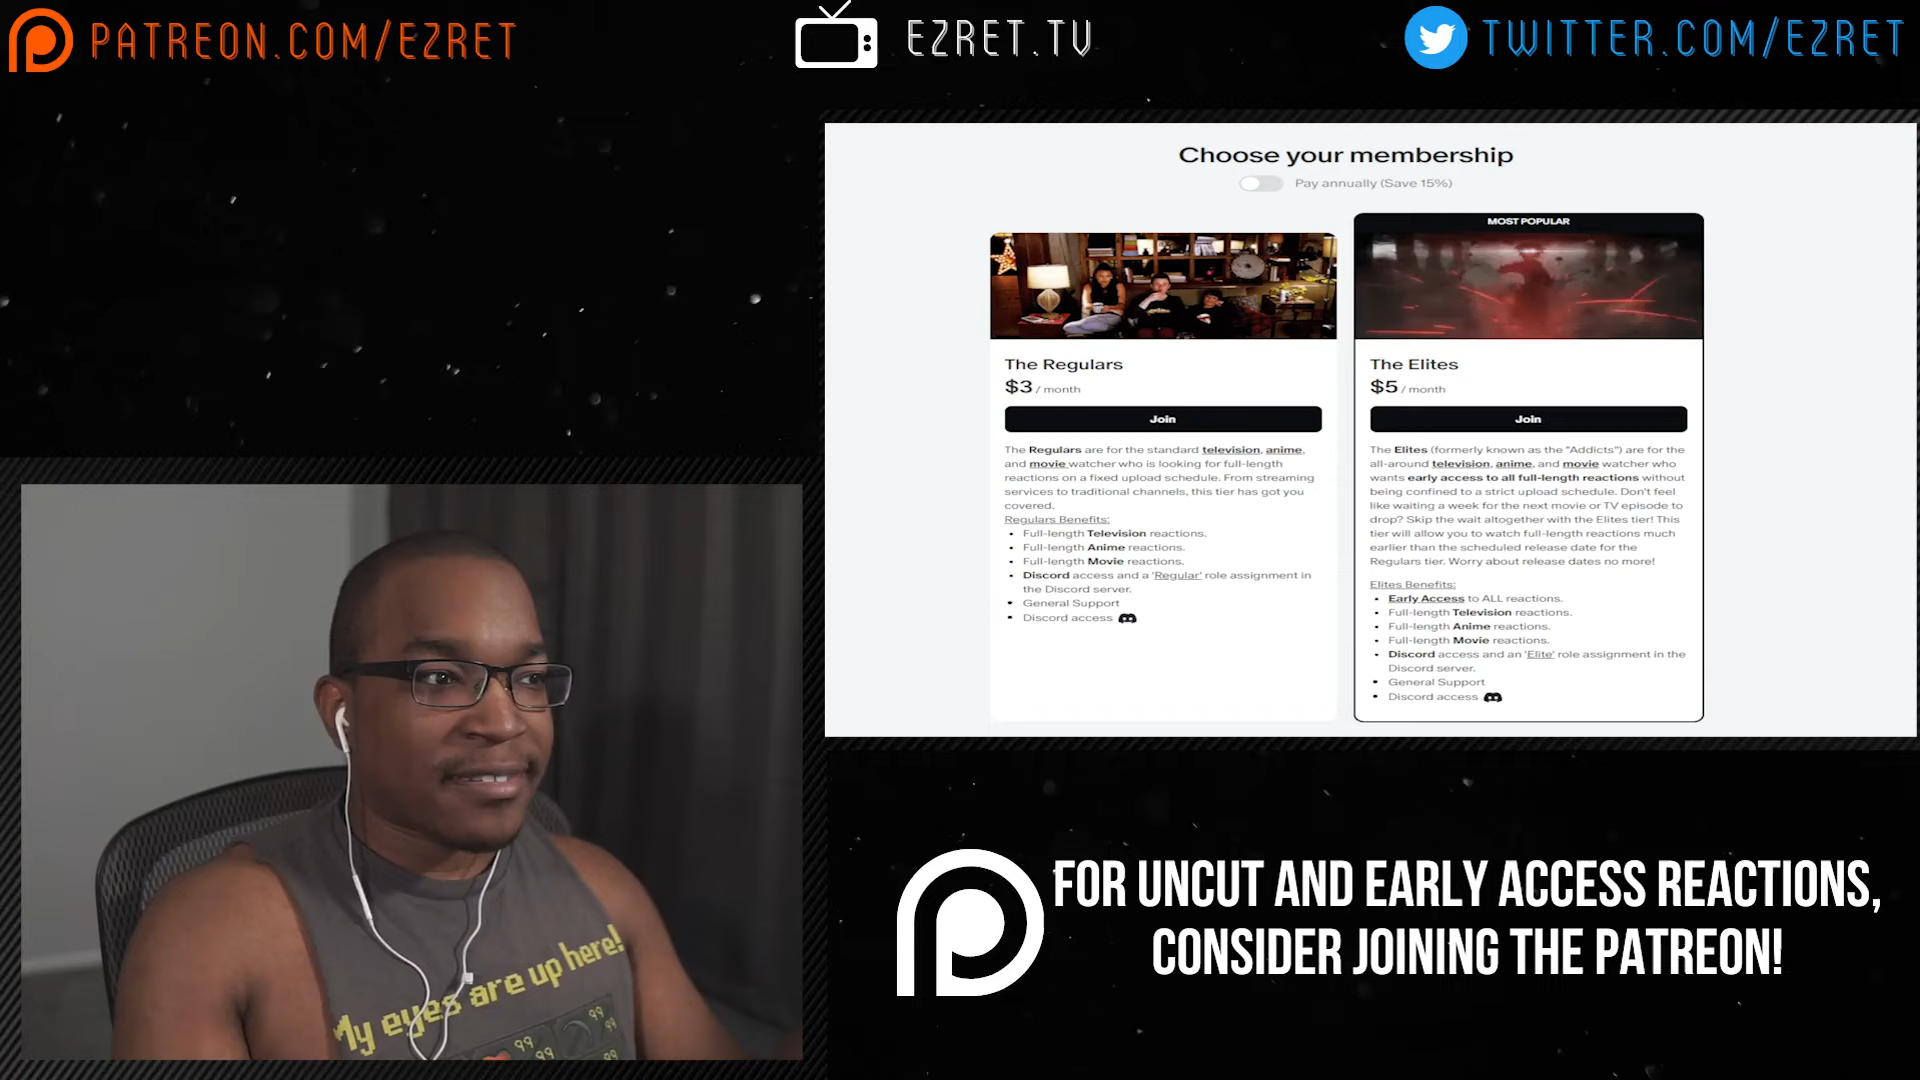 PATREON.COM/EZRET
EZRET.TV
TWITTER.COM/EZRET
Choose your membership
Pay annually (Save 15%)
The Regulars
$3 / month
Join
The Regulars are for the standard television, anime,
and movie watcher who is looking for full-length
reactions on a fixed upload schedule. From streaming
services to traditional channels, this tier has got you
covered.
Regulars Benefits:
• Full-length Television reactions.
• Full-length Anime reactions.
• Full-length Movie reactions.
• Discord access and a 'Regular' role assignment in
the Discord server.
• General Support
• Discord access
MOST POPULAR
The Elites
$5 / month
Join
The Elites (formerly known as the "Addicts") are for the
all-around television, anime, and movie watcher who
wants early access to all full-length reactions without
being confined to a strict upload schedule. Don't feel
like waiting a week for the next movie or TV episode to
drop? Skip the wait altogether with the Elites tier! This
tier will allow you to watch full-length reactions much
earlier than the scheduled release date for the
Regulars tier. Worry about release dates no more!
Elites Benefits:
• Early Access to ALL reactions.
• Full-length Television reactions.
• Full-length Anime reactions.
• Full-length Movie reactions.
• Discord access and an 'Elite' role assignment in the
Discord server.
• General Support
• Discord access
My eyes are up here!
99
99
99
99
FOR UNCUT AND EARLY ACCESS REACTIONS,
CONSIDER JOINING THE PATREON!